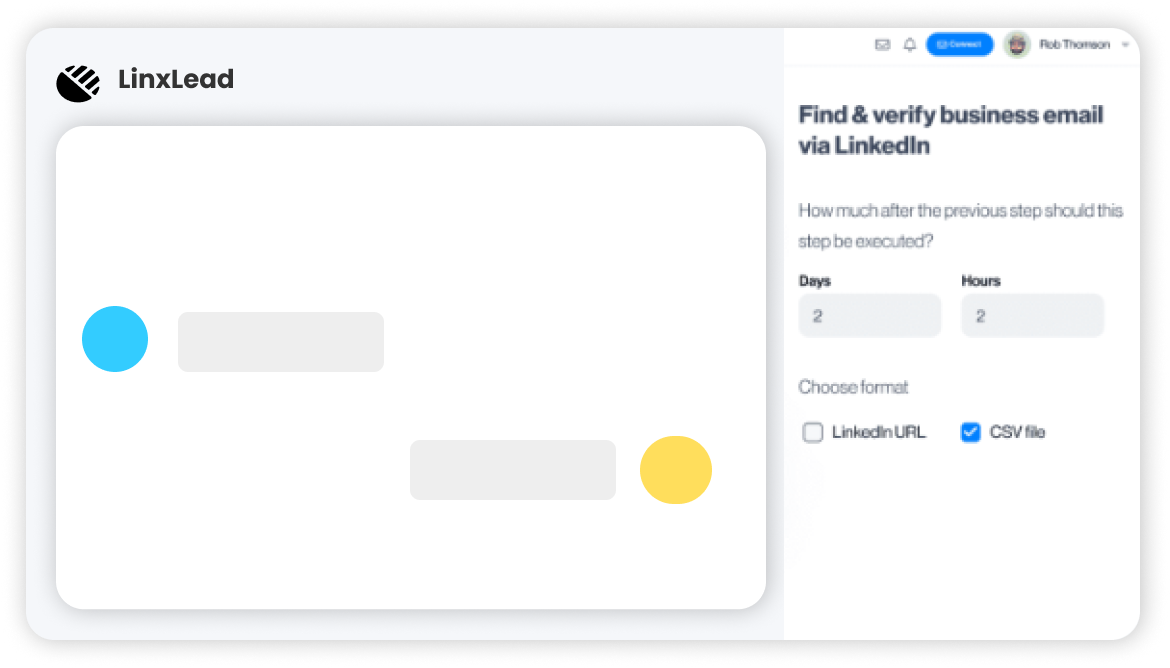 LinxLead
Connect
Rob Thomson
Find & verify business email
via LinkedIn
How much after the previous step should this
step be executed?
Days
Hours
2
2
Choose format
LinkedIn URL
CSV file